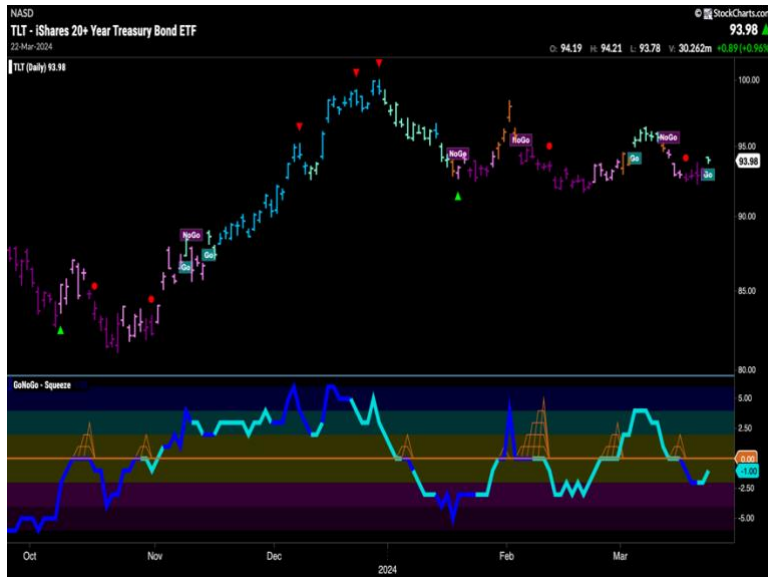 NASD
© StockCharts.com
TLT - iShares 20+ Year Treasury Bond ETF
93.98
22-Mar-2024
O: 94.19 H: 94.21 L: 93.78 V: 30.262m +0.89 (+0.96%
TLT (Daily) 93.98
100.00
NoGo
NoGo
NoGo
95.00
Go
93.98
Go
90.00
NoGo
Go
Go
85.00
80.00
GoNoGo - Squeeze
5.00
2.50
0.00
-1.00
-2.50
-5.00
Oct Nov Dec Feb Mar
2024